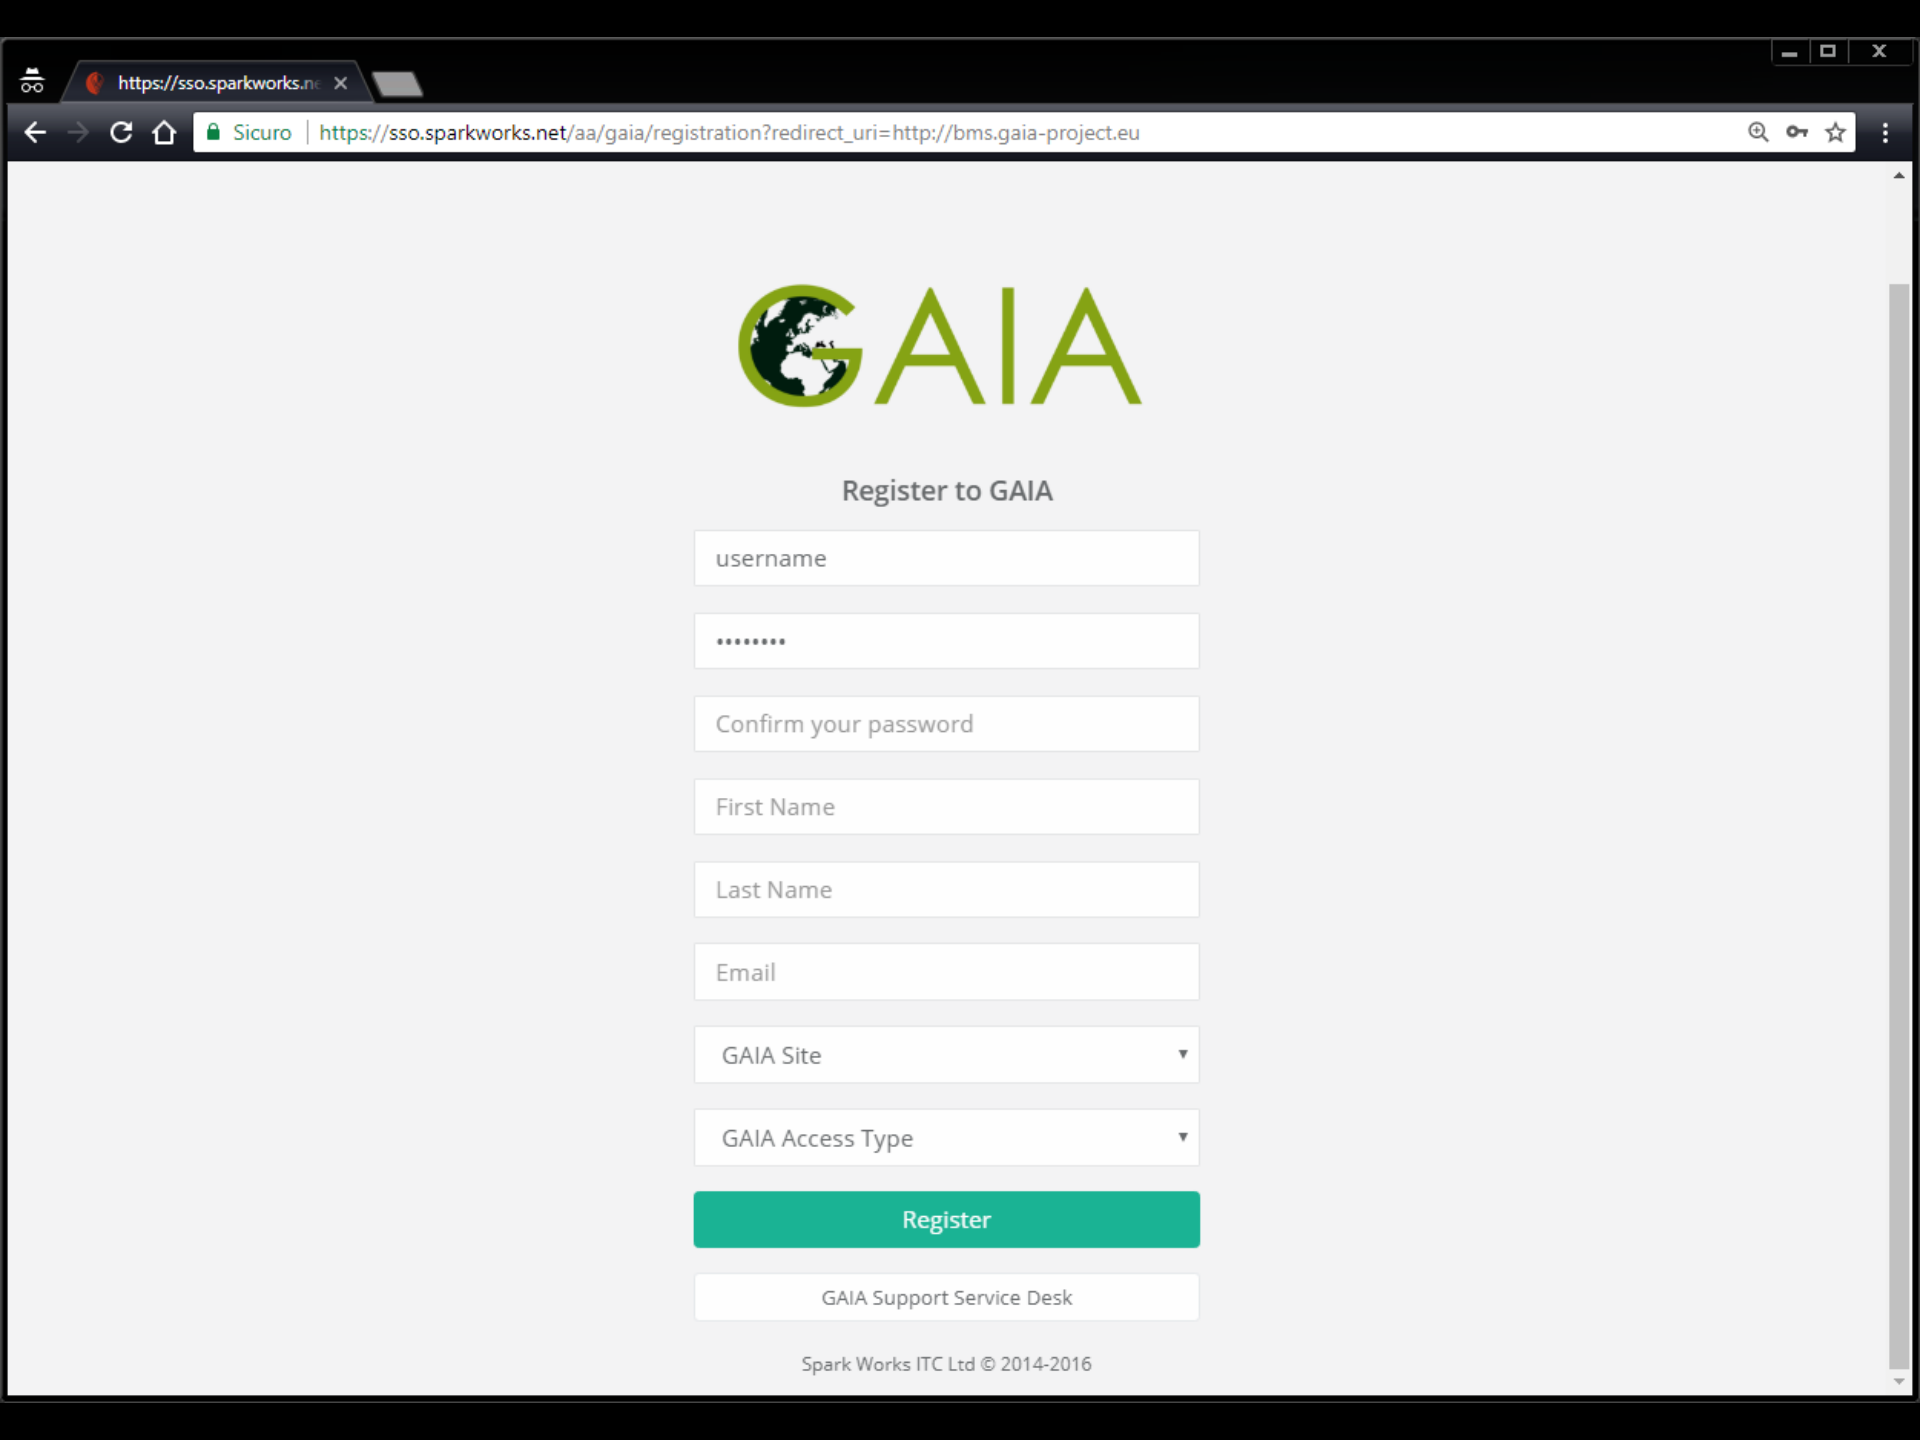 https://sso.sparkworks.ne
Sicuro https://sso.sparkworks.net/aa/gaia/registration?redirect_uri=http://bms.gaia-project.eu
GAIA
Register to GAIA
username
••••••••
Confirm your password
First Name
Last Name
Email
GAIA Site
GAIA Access Type
Register
GAIA Support Service Desk
Spark Works ITC Ltd © 2014-2016